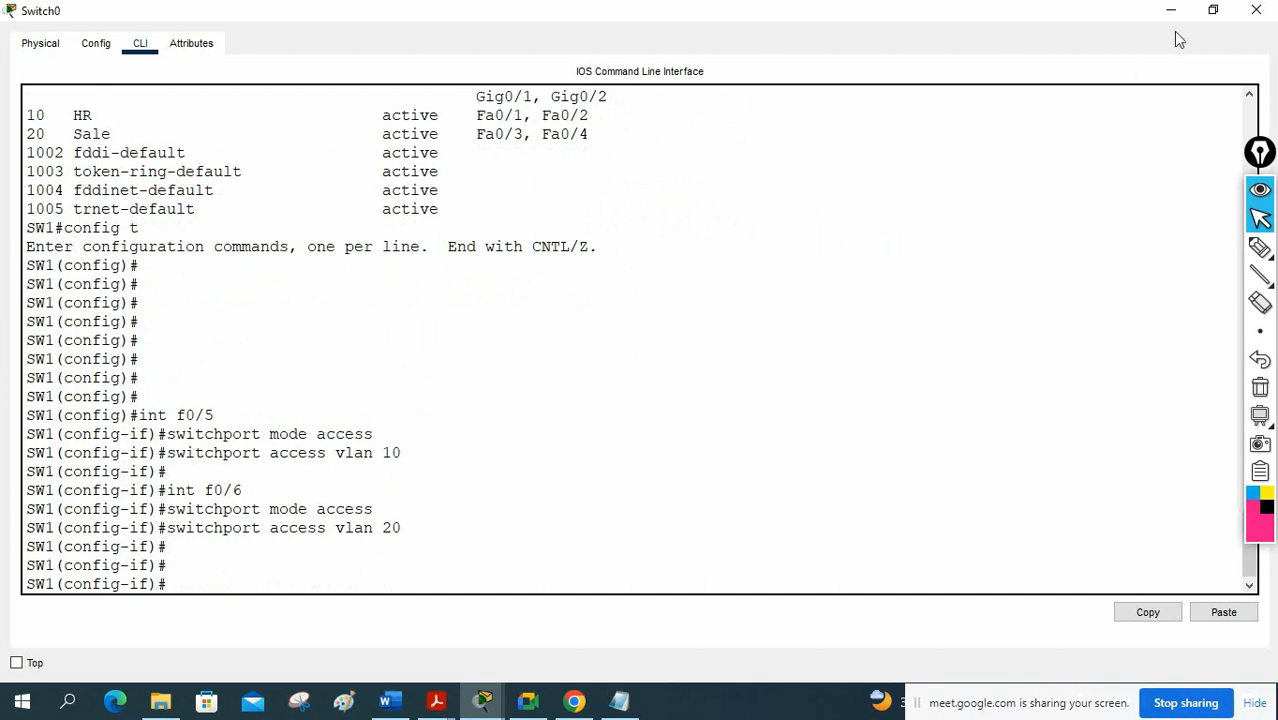 Switch0
Physical Config CLI Attributes
IOS Command Line Interface
Gig0/1, Gig0/2
10 HR active Fa0/1, Fa0/2
20 Sale active Fa0/3, Fa0/4
1002 fddi-default active
1003 token-ring-default active
1004 fddinet-default active
1005 trnet-default active
SW1#config t
Enter configuration commands, one per line. End with CNTL/Z.
SW1(config)#
SW1(config)#
SW1(config)#
SW1(config)#
SW1(config)#
SW1(config)#
SW1(config)#
SW1(config)#
SW1(config)#int f0/5
SW1(config-if)#switchport mode access
SW1(config-if)#switchport access vlan 10
SW1(config-if)#
SW1(config-if)#int f0/6
SW1(config-if)#switchport mode access
SW1(config-if)#switchport access vlan 20
SW1(config-if)#
SW1(config-if)#
SW1(config-if)#
Copy Paste
Top
meet.google.com is sharing your screen. Stop sharing Hide